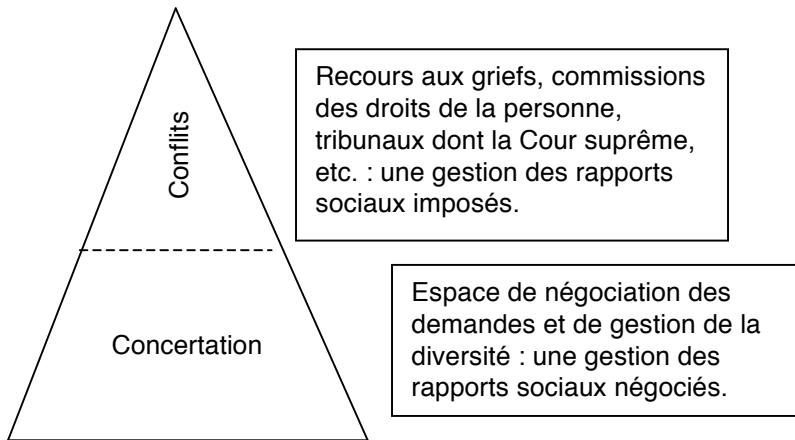 Conflits
Recours aux griefs, commissions
des droits de la personne,
tribunaux dont la Cour suprême,
etc. : une gestion des rapports
sociaux imposés.
Concertation
Espace de négociation des
demandes et de gestion de la
diversité : une gestion des
rapports sociaux négociés.